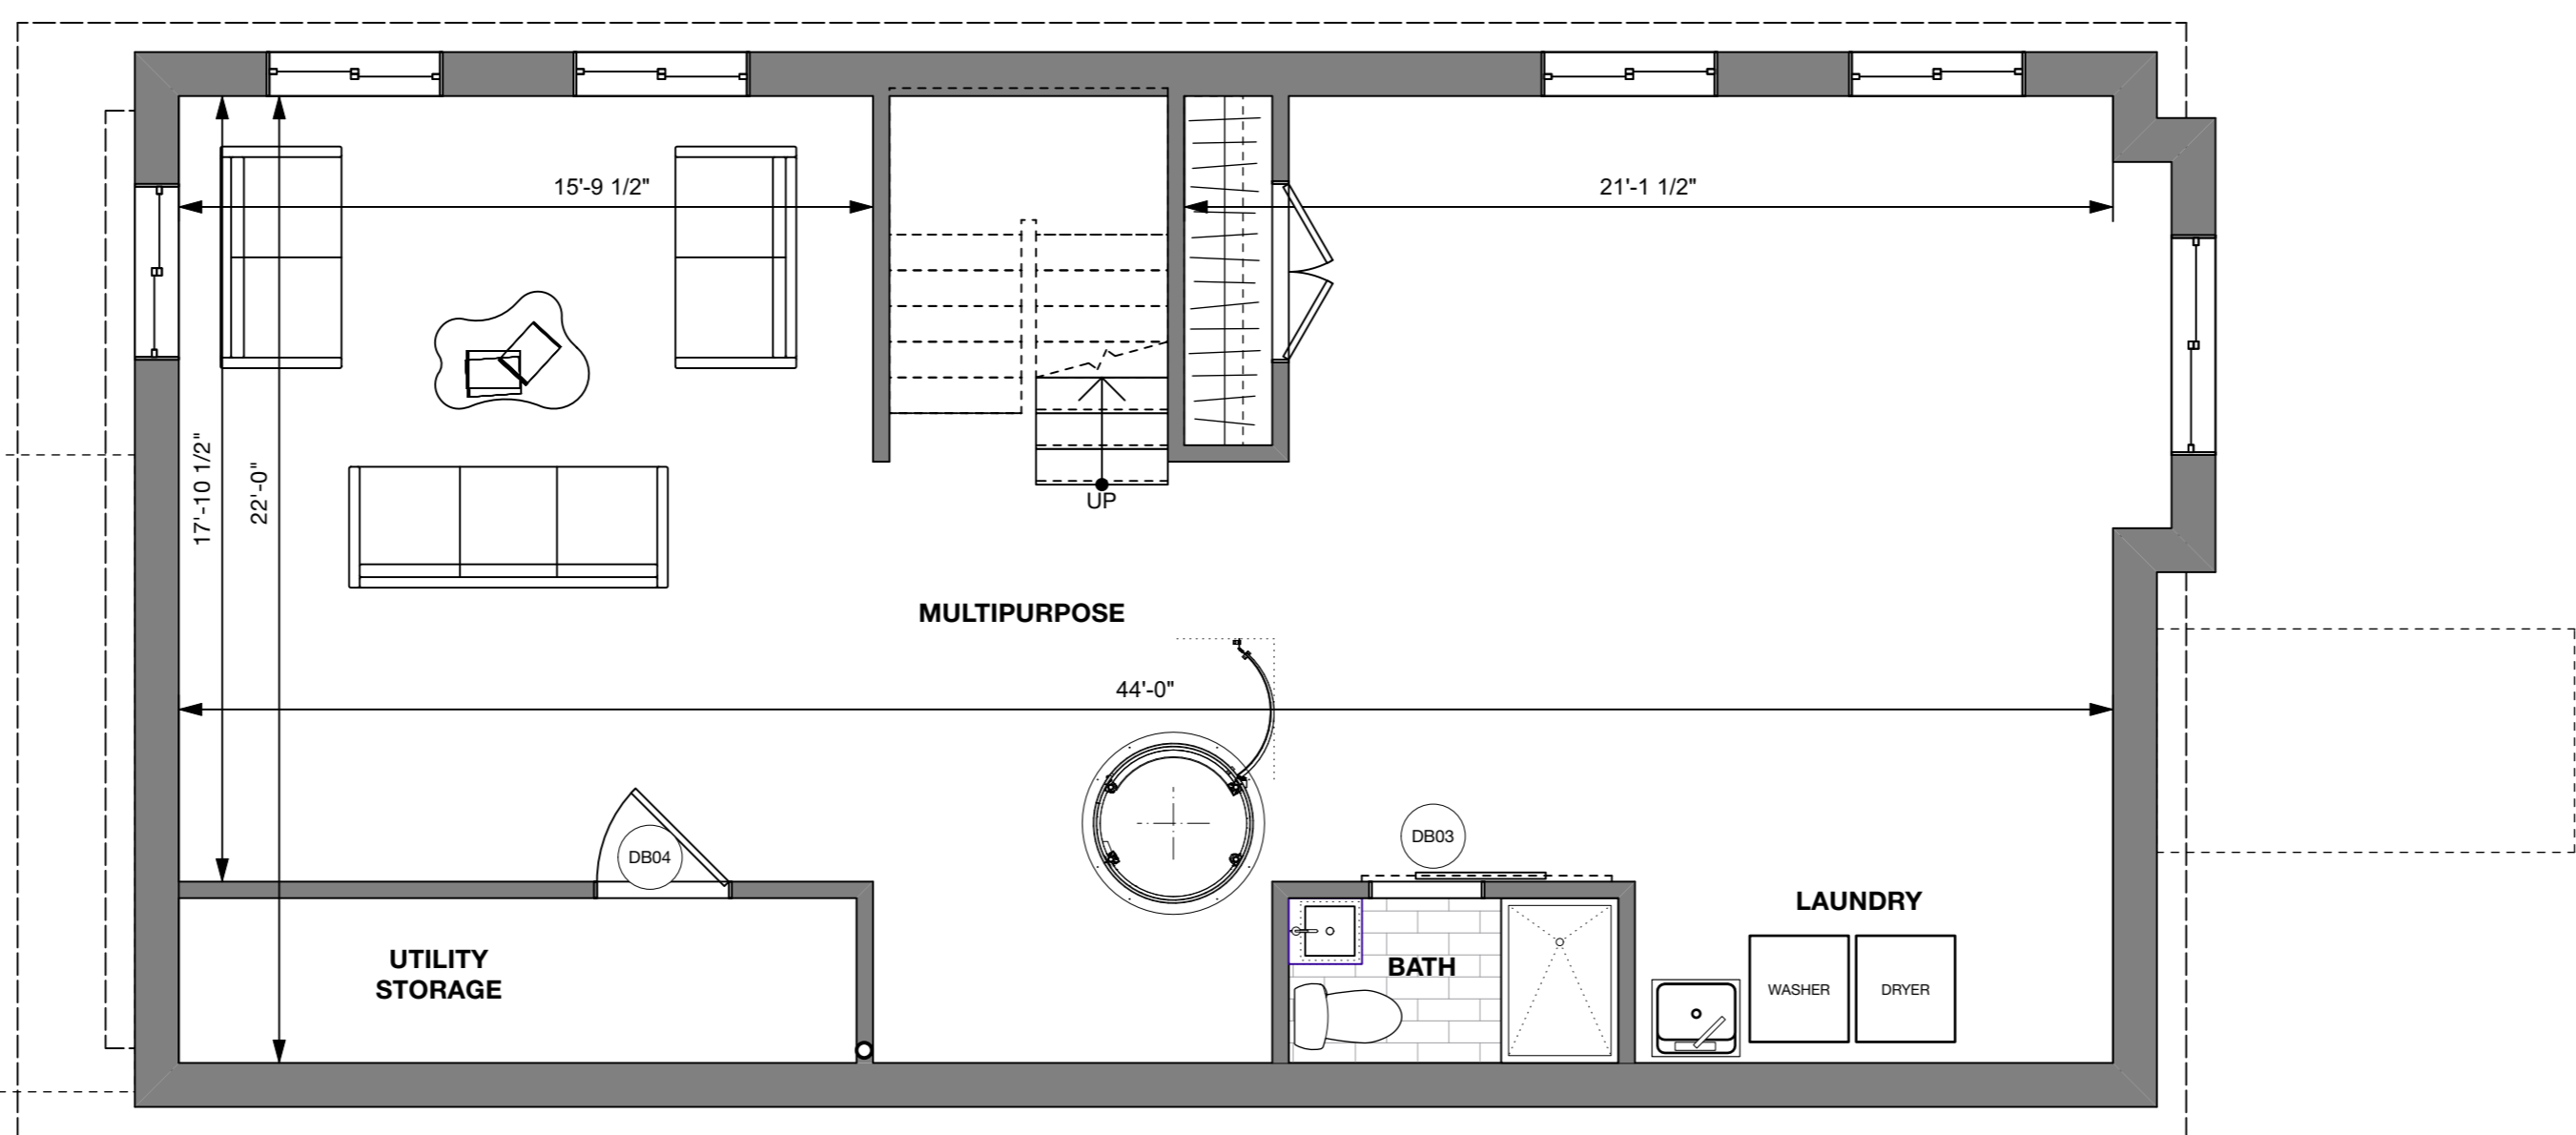 15'-9 1/2"
21'-1 1/2"
17'-10 1/2"
22'-0"
UP
MULTIPURPOSE
44'-0"
DB04
DB03
LAUNDRY
UTILITY
STORAGE
BATH
WASHER
DRYER